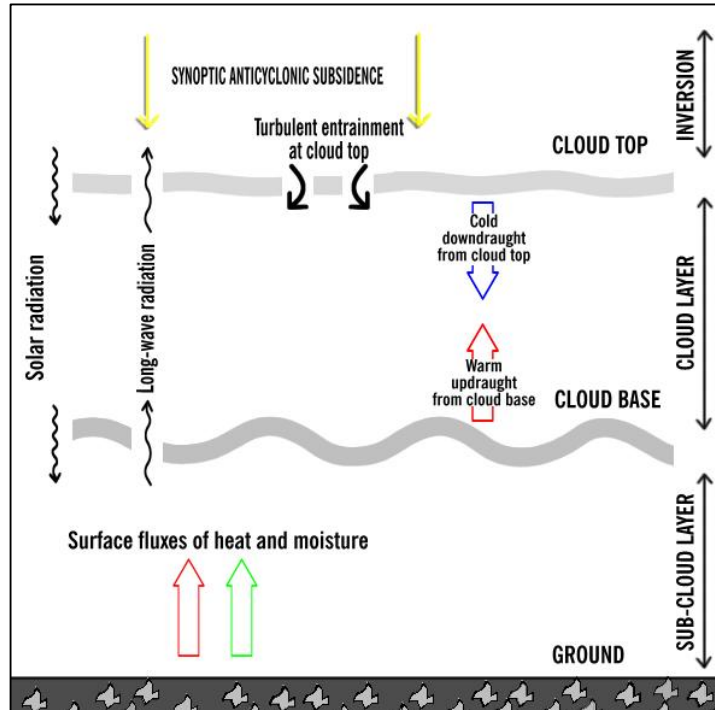 SYNOPTIC ANTICYCLONIC SUBSIDENCE
INVERSION
Turbulent entrainment
at cloud top
CLOUD TOP
Solar radiation
Long-wave radiation
Cold
downdraught
from cloud top
CLOUD LAYER
Warm
updraught
from cloud base
CLOUD BASE
Surface fluxes of heat and moisture
SUB-CLOUD LAYER
GROUND